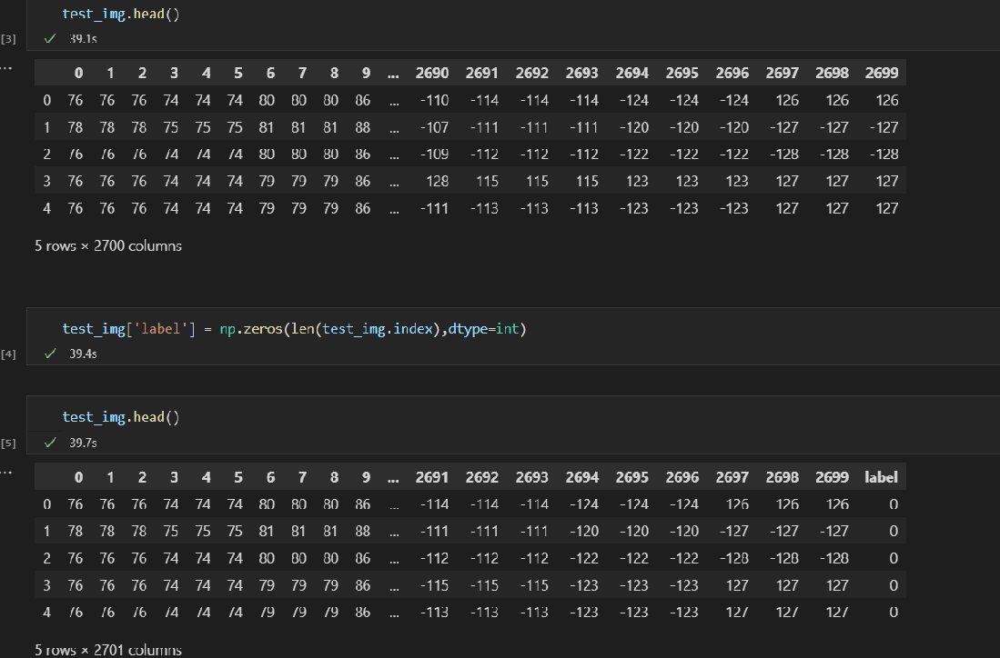 test_img.head()
[3] ✓ 39.1s
... 0 1 2 3 4 5 6 7 8 9 ... 2690 2691 2692 2693 2694 2695 2696 2697 2698 2699
0 76 76 76 74 74 74 80 80 80 86 ... -110 -114 -114 -114 -124 -124 -124 126 126 126
1 78 78 78 75 75 75 81 81 81 88 ... -107 -111 -111 -111 -120 -120 -120 -127 -127 -127
2 76 76 76 74 74 74 80 80 80 86 ... -109 -112 -112 -112 -122 -122 -122 -128 -128 -128
3 76 76 76 74 74 74 79 79 79 86 ... 128 115 115 115 123 123 123 127 127 127
4 76 76 76 74 74 74 79 79 79 86 ... -111 -113 -113 -113 -123 -123 -123 127 127 127
5 rows × 2700 columns
test_img['label'] = np.zeros(len(test_img.index),dtype=int)
[4] ✓ 39.4s
test_img.head()
[5] ✓ 39.7s
... 0 1 2 3 4 5 6 7 8 9 ... 2691 2692 2693 2694 2695 2696 2697 2698 2699 label
0 76 76 76 74 74 74 80 80 80 86 ... -114 -114 -114 -124 -124 -124 126 126 126 0
1 78 78 78 75 75 75 81 81 81 88 ... -111 -111 -111 -120 -120 -120 -127 -127 -127 0
2 76 76 76 74 74 74 80 80 80 86 ... -112 -112 -112 -122 -122 -122 -128 -128 -128 0
3 76 76 76 74 74 74 79 79 79 86 ... -115 -115 -115 -123 -123 -123 127 127 127 0
4 76 76 76 74 74 74 79 79 79 86 ... -113 -113 -113 -123 -123 -123 127 127 127 0
5 rows × 2701 columns